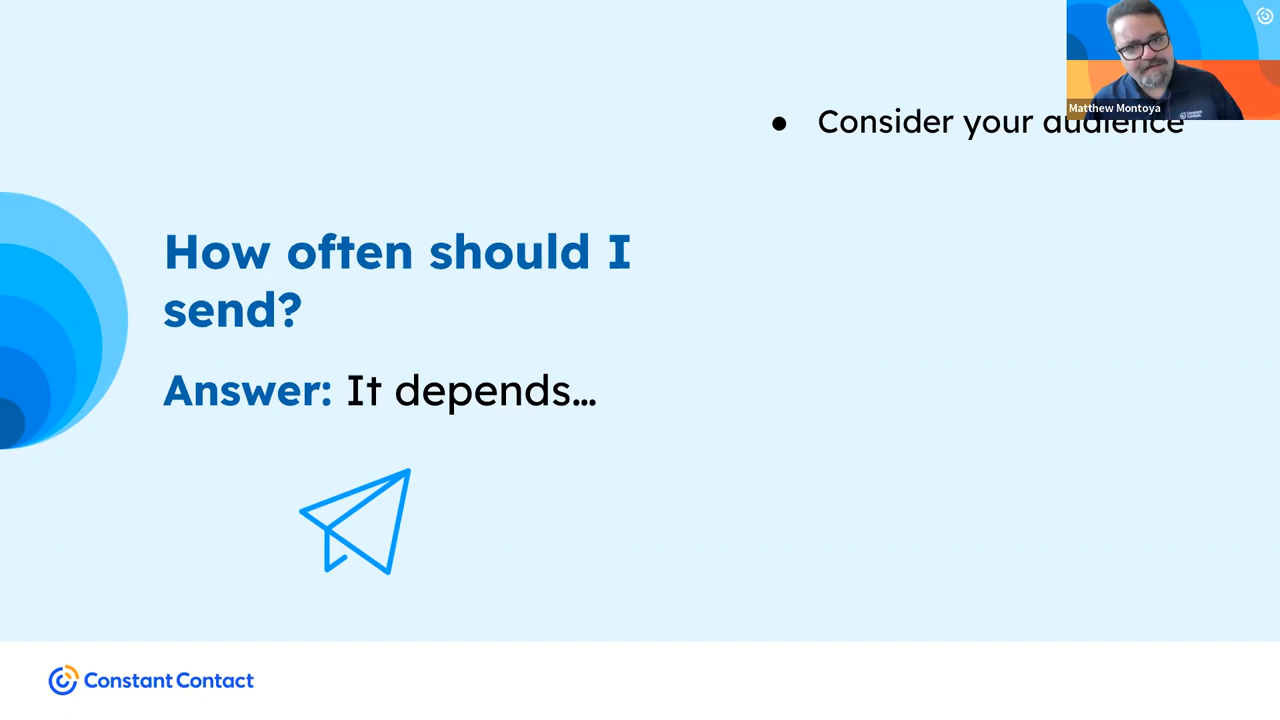 Matthew Montoya
● Consider your audience
How often should I
send?
Answer: It depends…
Constant Contact